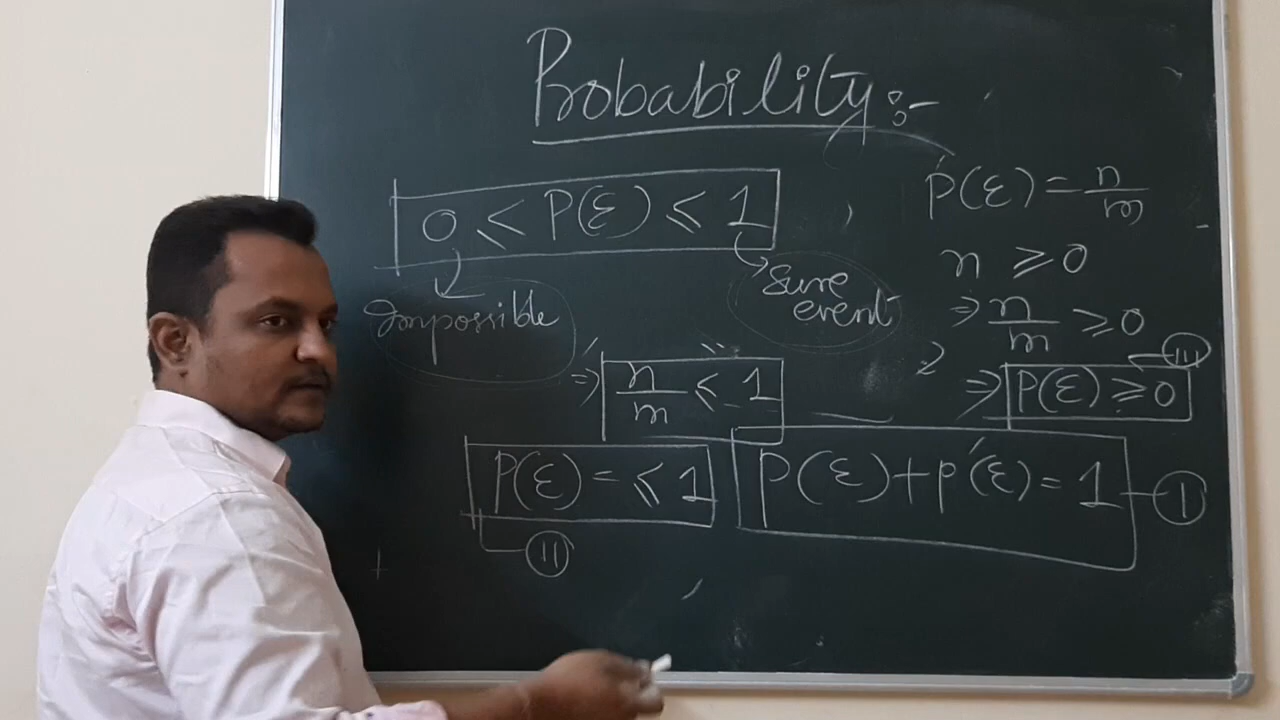 Probability :-
0 ≤ P(ε) ≤ 1
Impossible
Sure
event
P(ε) = n/m
n ≥ 0
⇒ n/m ≥ 0
⇒ P(ε) ≥ 0 III
⇒ n/m ≤ 1
P(ε) = ≤ 1
II
P(ε) + P'(ε) = 1 I